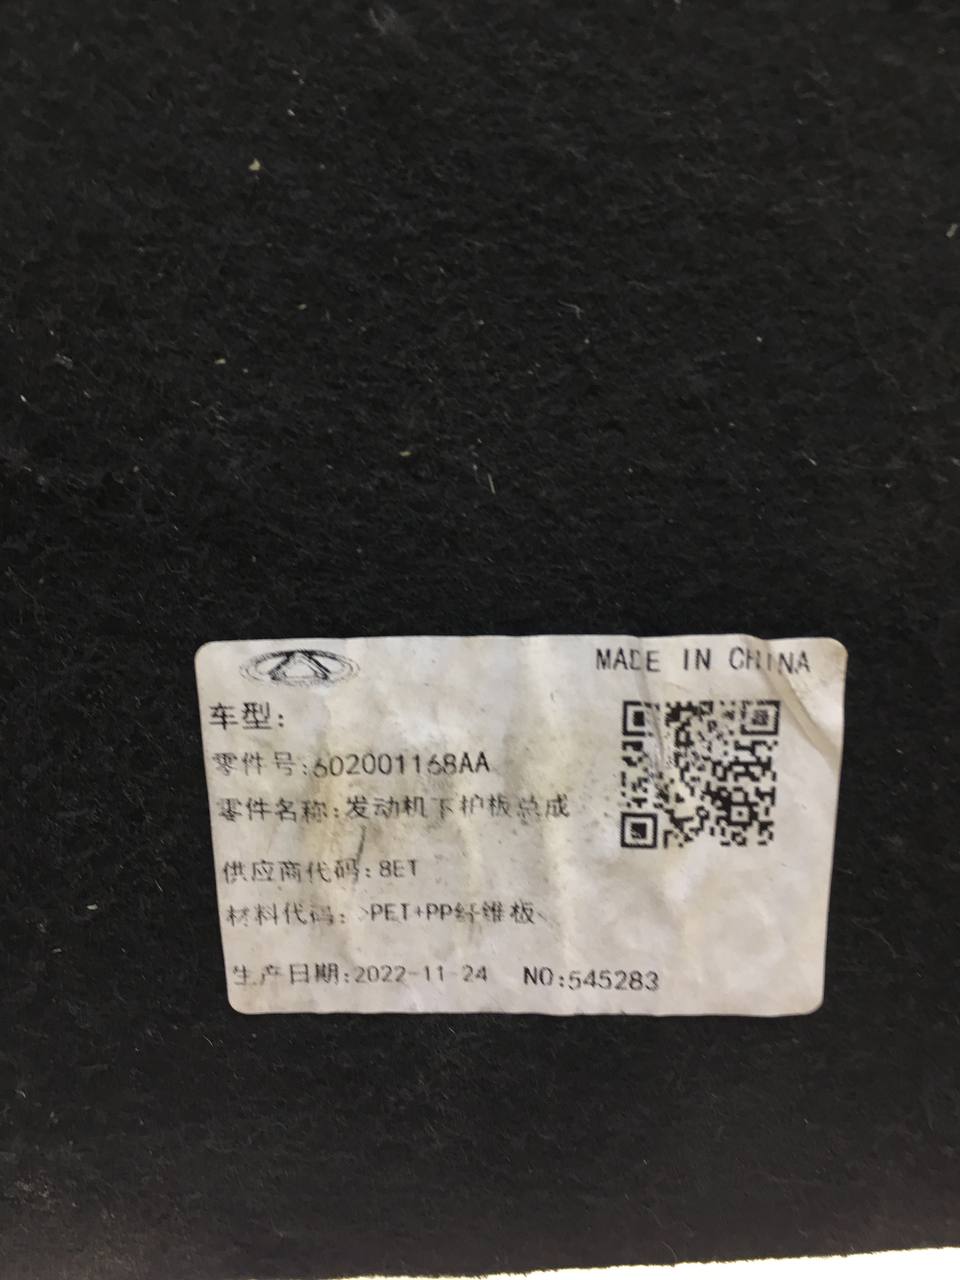 MADE IN CHINA
车型:
零件号:602001168AA
零件名称:发动机下护板总成
供应商代码:8ET
材料代码:>PET+PP纤维板<
生产日期:2022-11-24 NO:545283